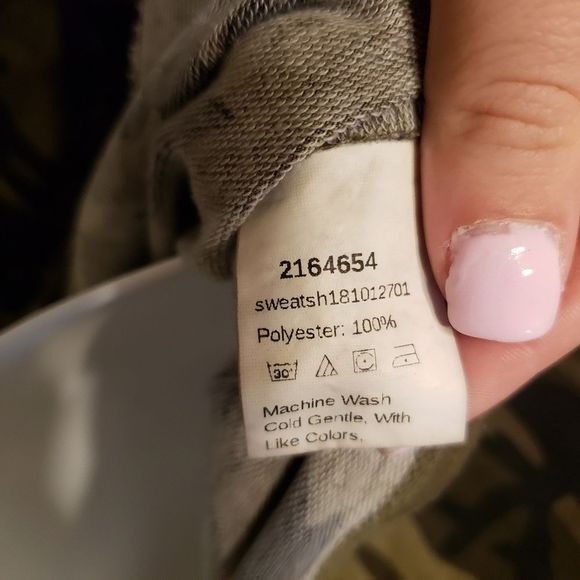 2164654
sweatsh181012701
Polyester: 100%
30°
Machine Wash
Cold Gentle, With
Like Colors,